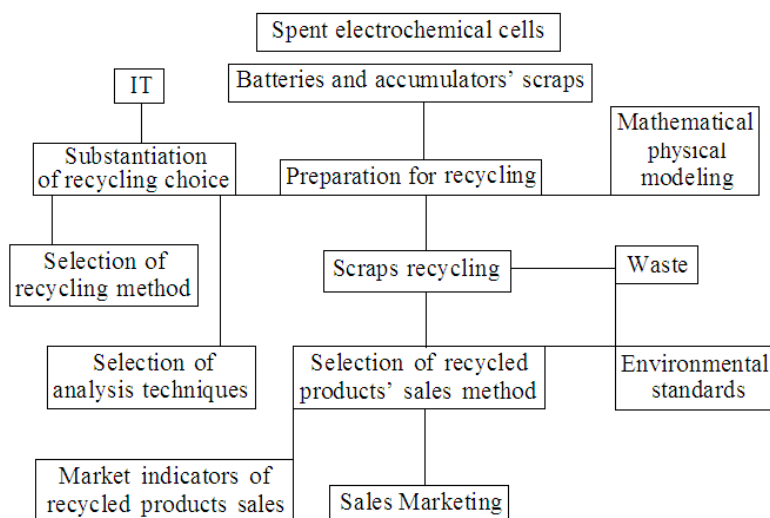 Spent electrochemical cells
Batteries and accumulators’ scraps
IT
Mathematical
physical
modeling
Substantiation
of recycling choice
Preparation for recycling
Selection of
recycling method
Scraps recycling
Waste
Selection of
analysis techniques
Selection of recycled
products’ sales method
Environmental
standards
Market indicators of
recycled products sales
Sales Marketing